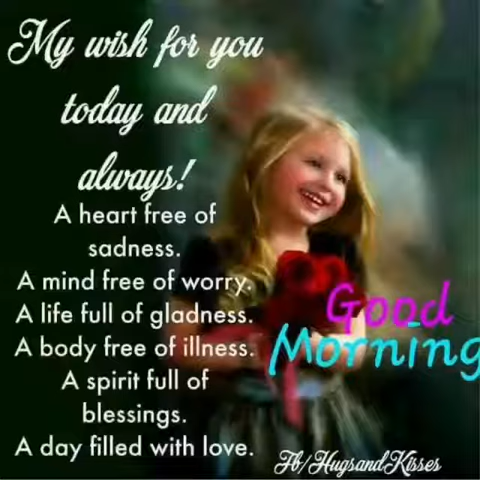 My wish for you
today and
always!
A heart free of
sadness.
A mind free of worry.
A life full of gladness.
A body free of illness.
A spirit full of
blessings.
A day filled with love.
Good
Morning
Fb/HugsandKisses